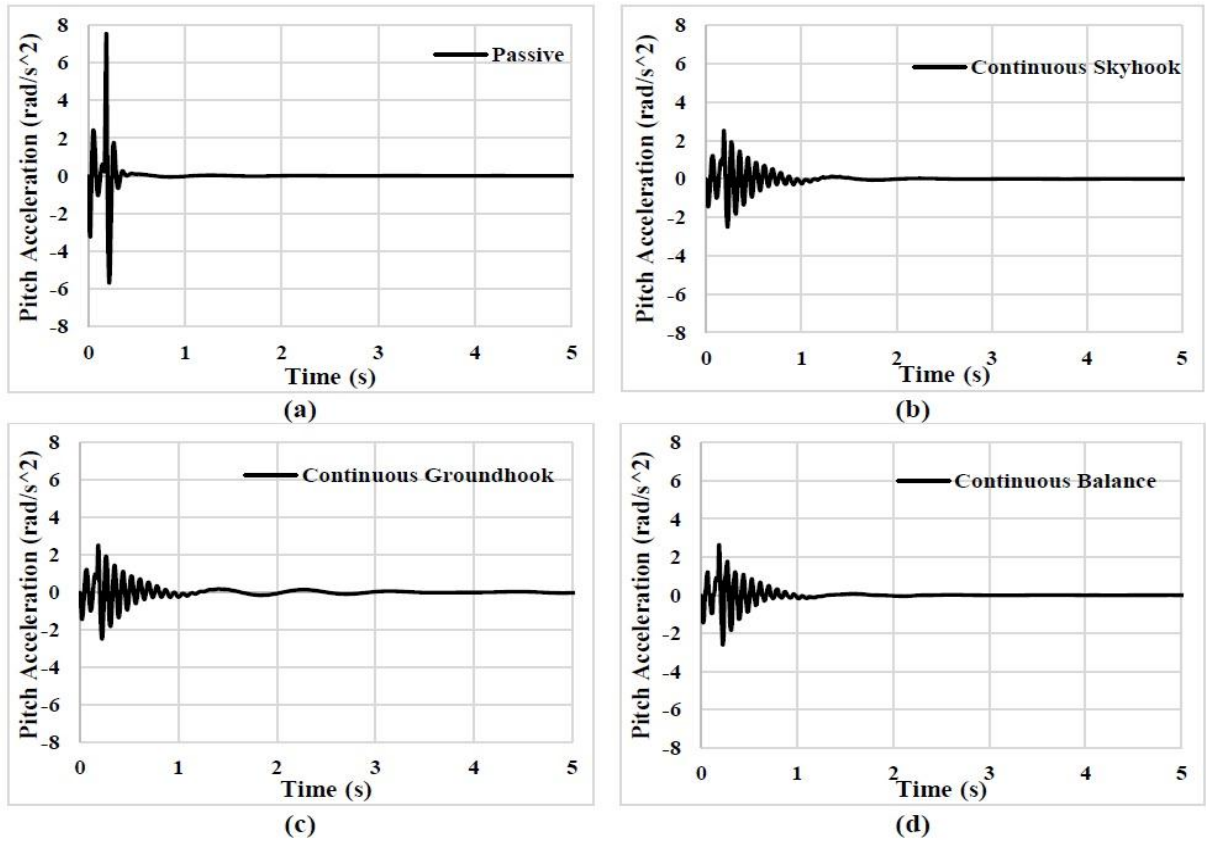 Pitch Acceleration (rad/s^2)
8
6
4
2
0
-2
-4
-6
-8
Passive
0 1 2 3 4 5
Time (s)
(a)
Pitch Acceleration (rad/s^2)
8
6
4
2
0
-2
-4
-6
-8
Continuous Skyhook
0 1 2 3 4 5
Time (s)
(b)
Pitch Acceleration (rad/s^2)
8
6
4
2
0
-2
-4
-6
-8
Continuous Groundhook
0 1 2 3 4 5
Time (s)
(c)
Pitch Acceleration (rad/s^2)
8
6
4
2
0
-2
-4
-6
-8
Continuous Balance
0 1 2 3 4 5
Time (s)
(d)